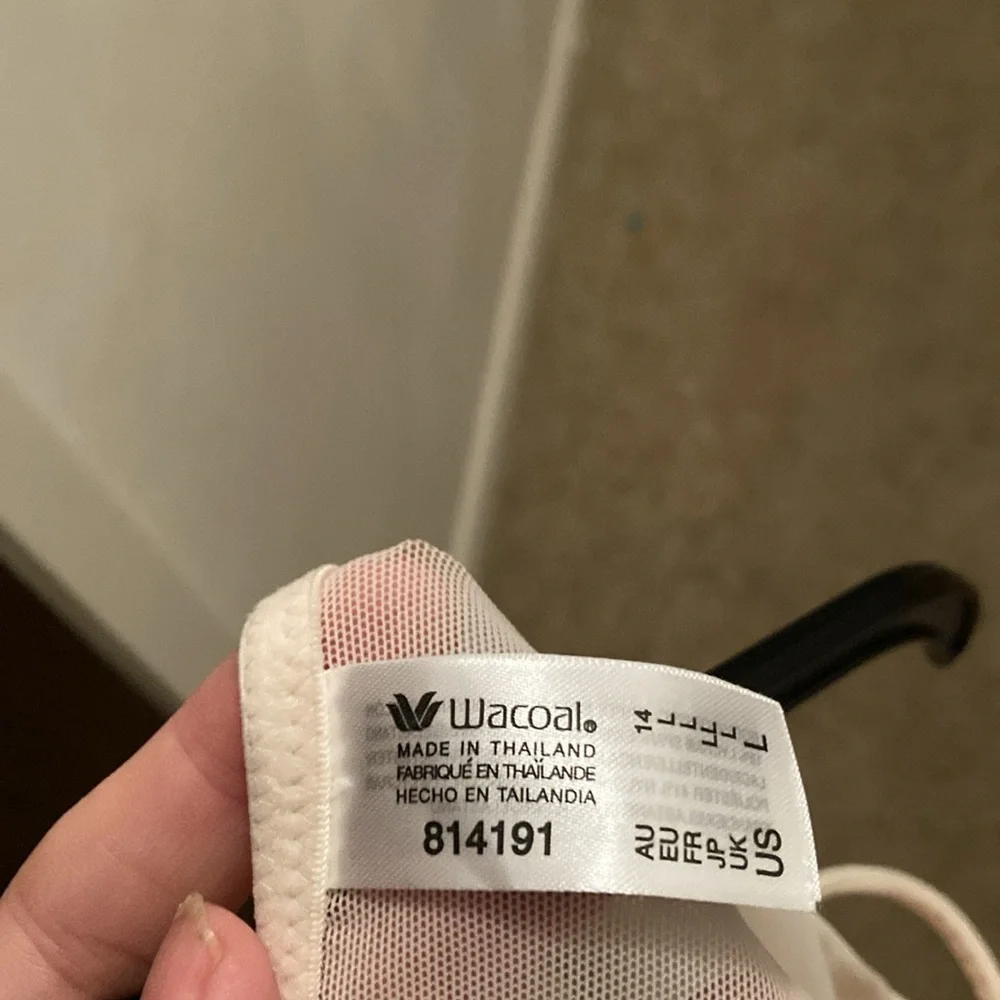 Wacoal®
MADE IN THAILAND
FABRIQUÉ EN THAÏLANDE
HECHO EN TAILANDIA
814191
AU 14
EU L
FR L
JP LL
UK L
US L